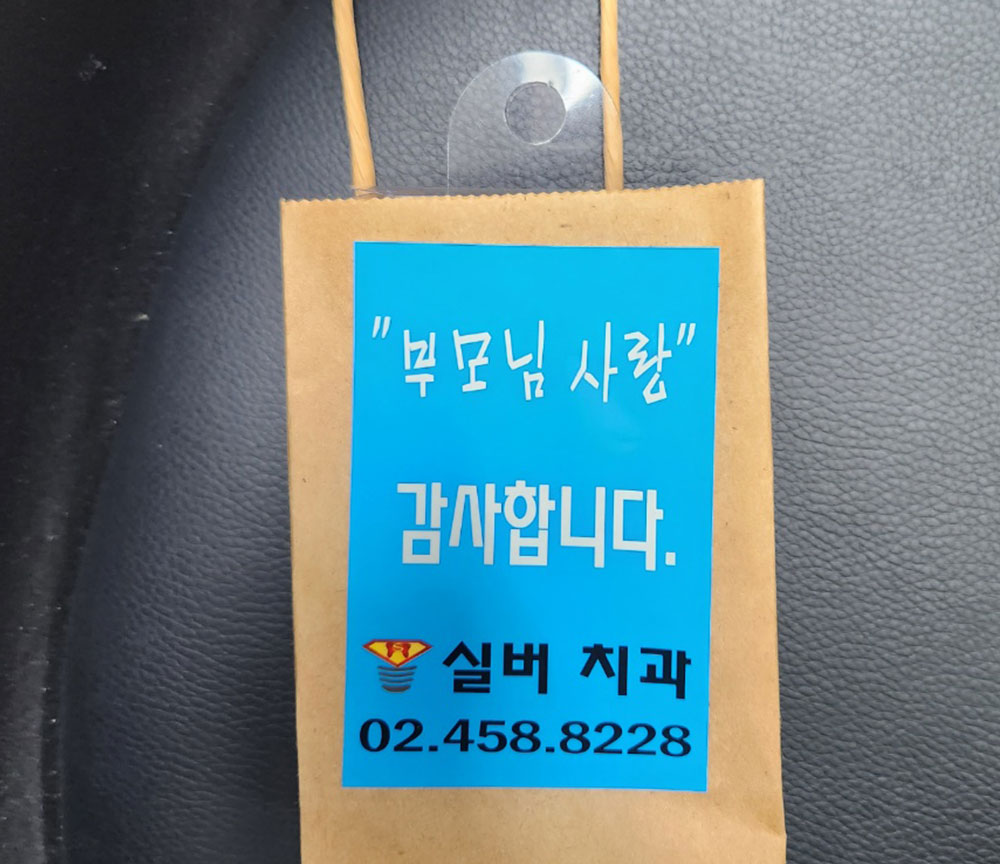 "부모님 사랑"
감사합니다.
실버 치과
02.458.8228